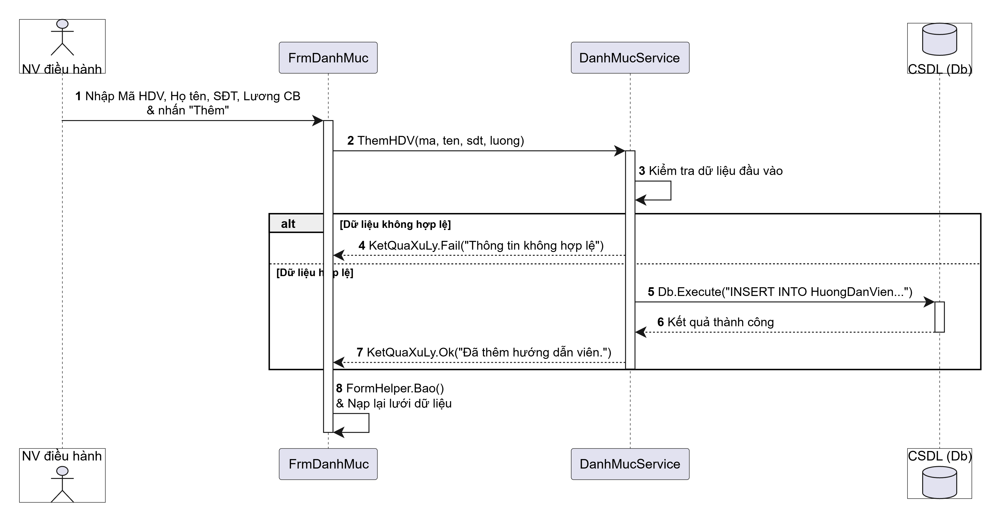 NV điều hành
FrmDanhMuc
DanhMucService
CSDL (Db)
1 Nhập Mã HDV, Họ tên, SĐT, Lương CB
& nhấn "Thêm"
2 ThemHDV(ma, ten, sdt, luong)
3 Kiểm tra dữ liệu đầu vào
alt
[Dữ liệu không hợp lệ]
4 KetQuaXuLy.Fail("Thông tin không hợp lệ")
[Dữ liệu hợp lệ]
5 Db.Execute("INSERT INTO HuongDanVien...")
6 Kết quả thành công
7 KetQuaXuLy.Ok("Đã thêm hướng dẫn viên.")
8 FormHelper.Bao()
& Nạp lại lưới dữ liệu
NV điều hành
FrmDanhMuc
DanhMucService
CSDL (Db)